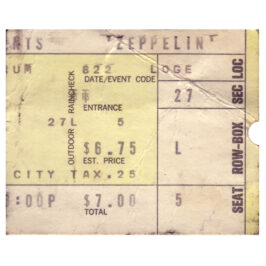 RTS "ZEPPELIN"
RUM 822 LOGE
DATE/EVENT CODE
ENTRANCE
27
27L 5
$6.75
EST. PRICE
L
CITY TAX .25
:00P $7.00 5
TOTAL
OUTDOOR RAINCHECK
SEAT ROW-BOX SEC LOC